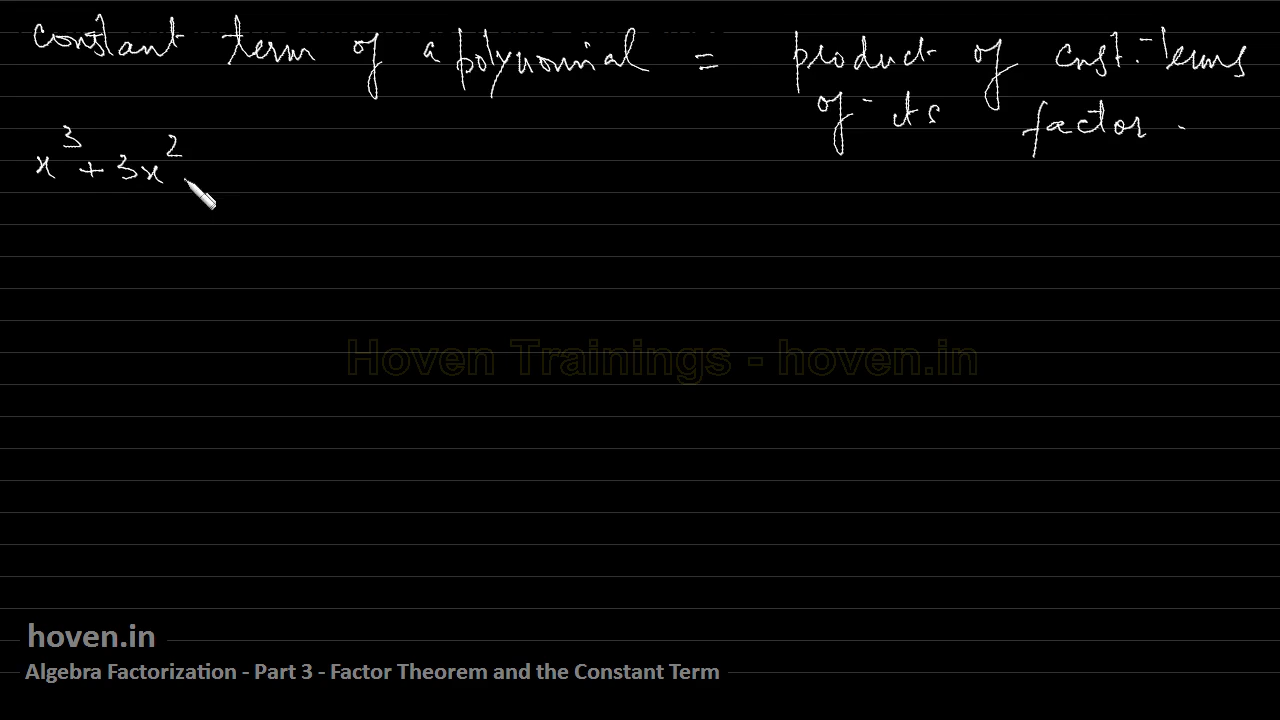 constant term of a polynomial = product of cnst. terms
of its factor.
x³ + 3x²
Hoven Trainings - hoven.in
hoven.in
Algebra Factorization - Part 3 - Factor Theorem and the Constant Term